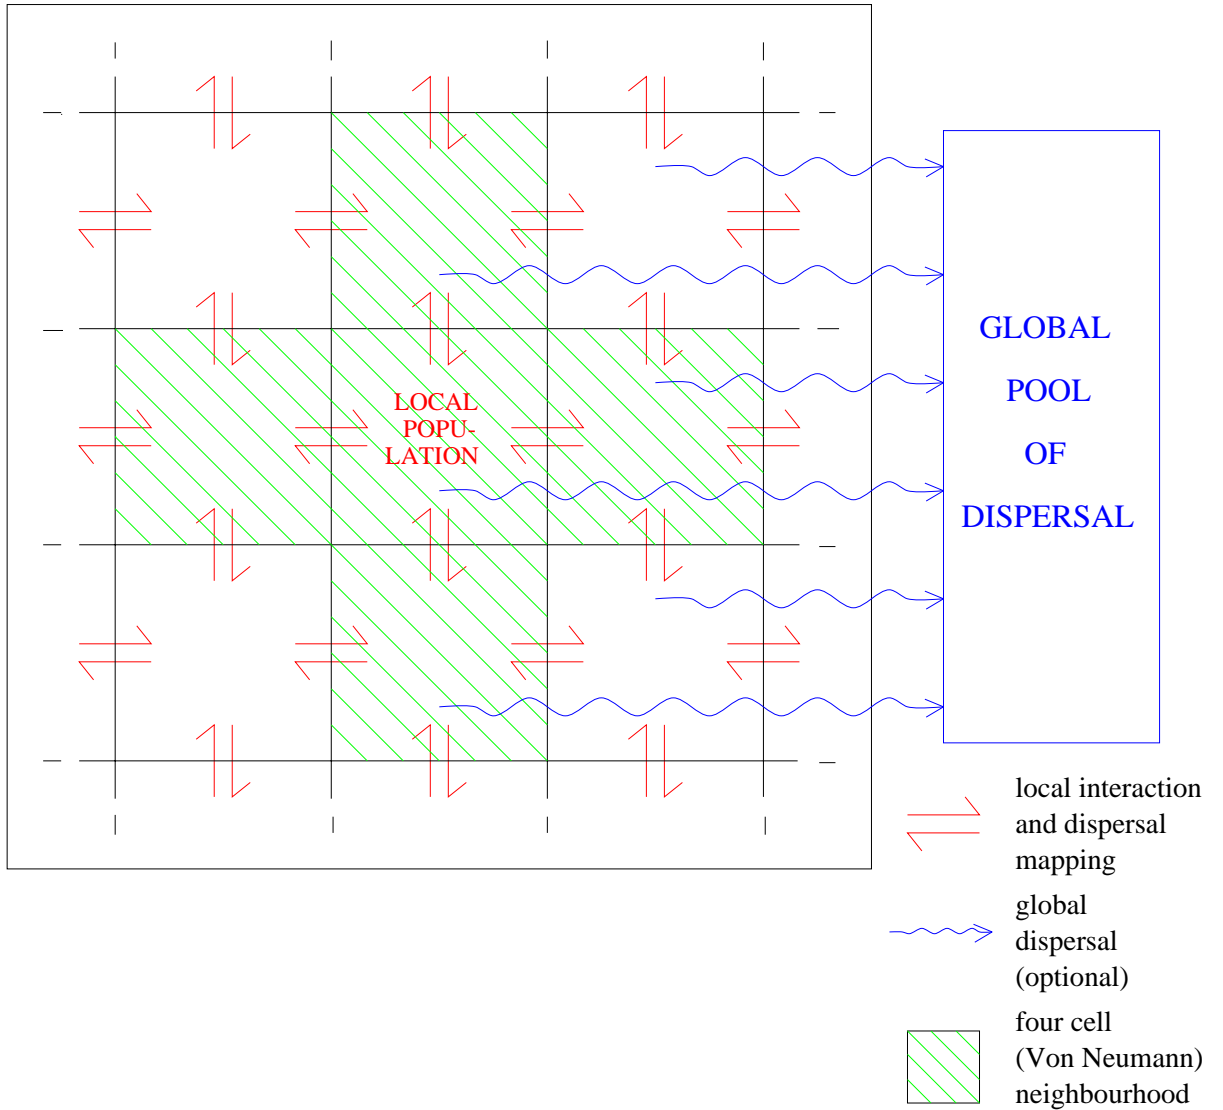 LOCAL
POPU-
LATION
GLOBAL
POOL
OF
DISPERSAL
local interaction
and dispersal
mapping
global
dispersal
(optional)
four cell
(Von Neumann)
neighbourhood